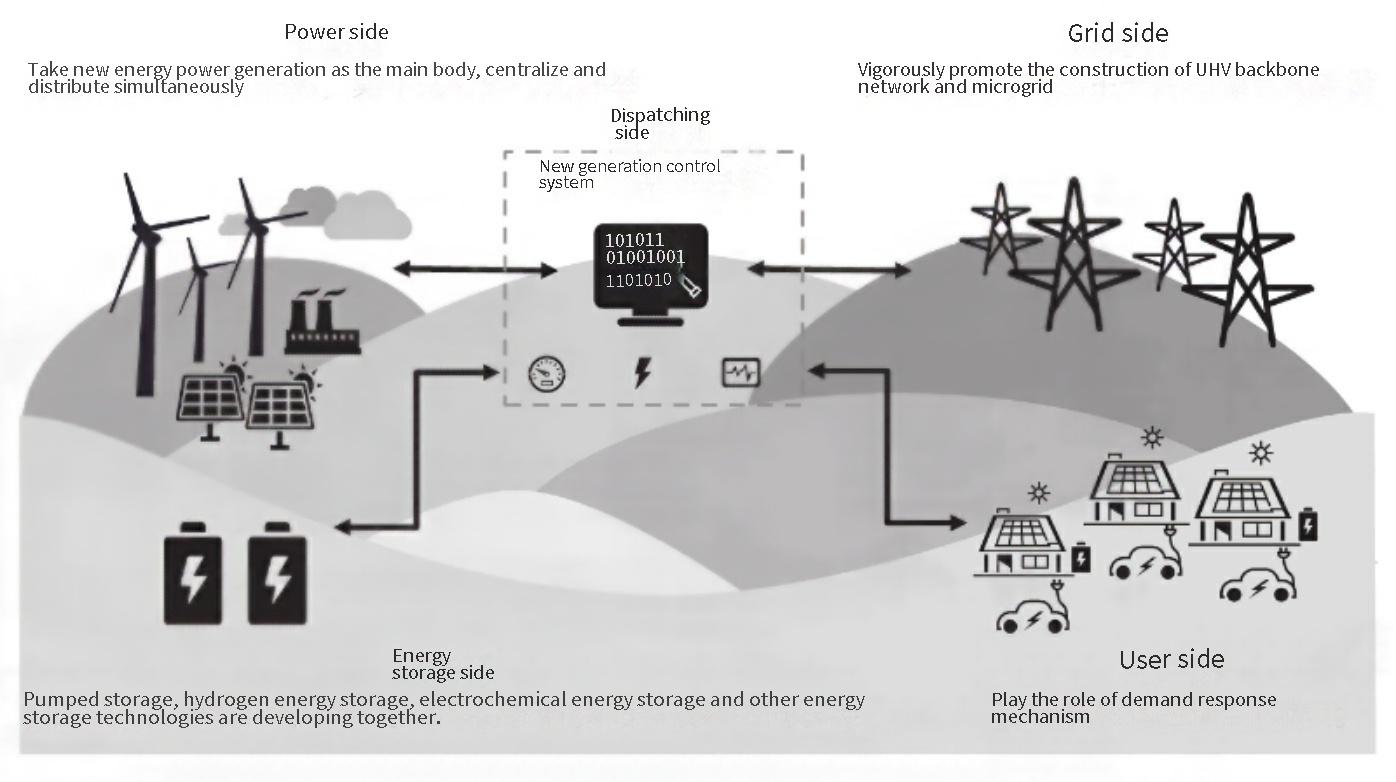 Power side
Take new energy power generation as the main body, centralize and
distribute simultaneously
Grid side
Vigorously promote the construction of UHV backbone
network and microgrid
Dispatching
side
New generation control
system
101011
01001001
1101010
Energy
storage side
Pumped storage, hydrogen energy storage, electrochemical energy storage and other energy
storage technologies are developing together.
User side
Play the role of demand response
mechanism